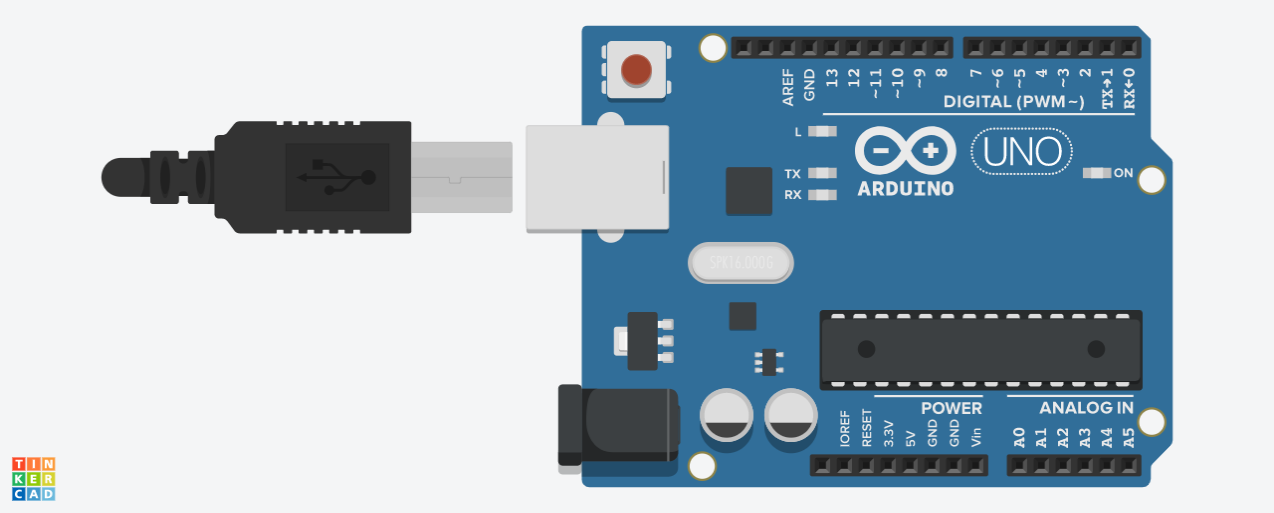 AREF
GND
13
12
~11
~10
~9
8
7
~6
~5
4
~3
2
TX→1
RX←0
DIGITAL (PWM~)
L
TX
RX
ARDUINO
UNO
ON
SPK16.000G
POWER
ANALOG IN
IOREF
RESET
3.3V
5V
GND
GND
Vin
A0
A1
A2
A3
A4
A5
TIN
KER
CAD